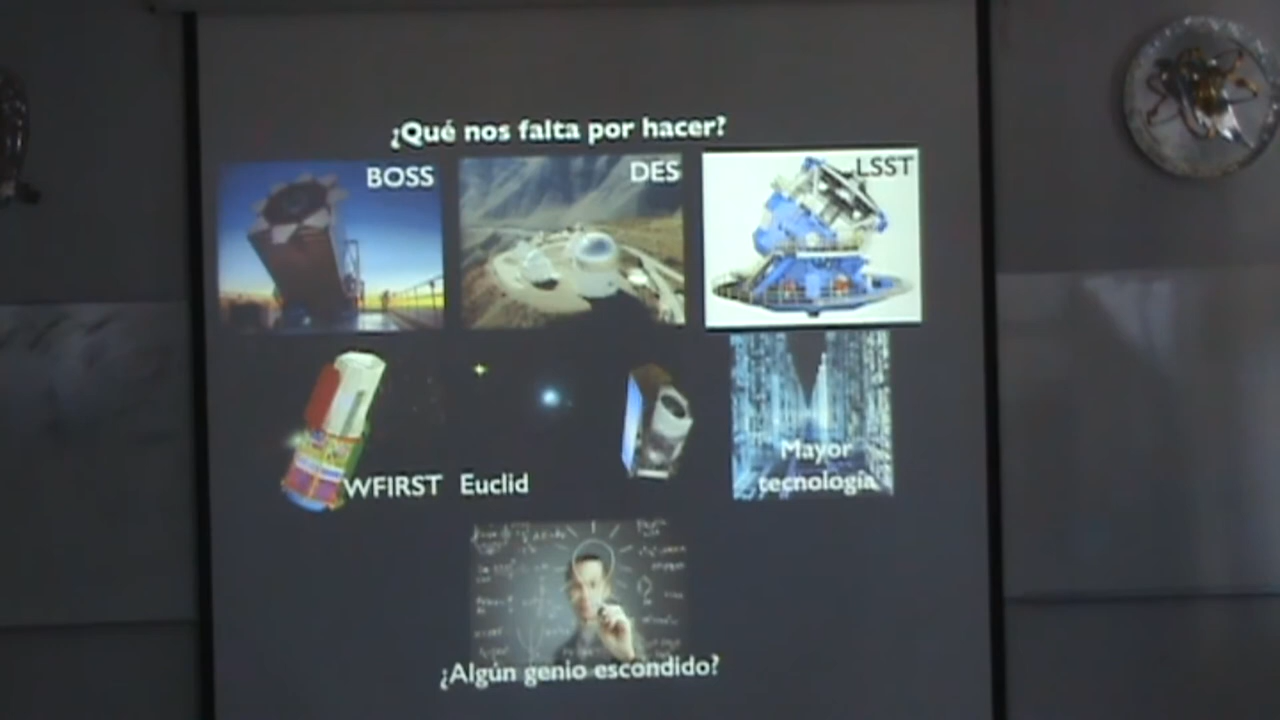 ¿Qué nos falta por hacer?
BOSS
DES
LSST
WFIRST
Euclid
Mayor
tecnología
¿Algún genio escondido?